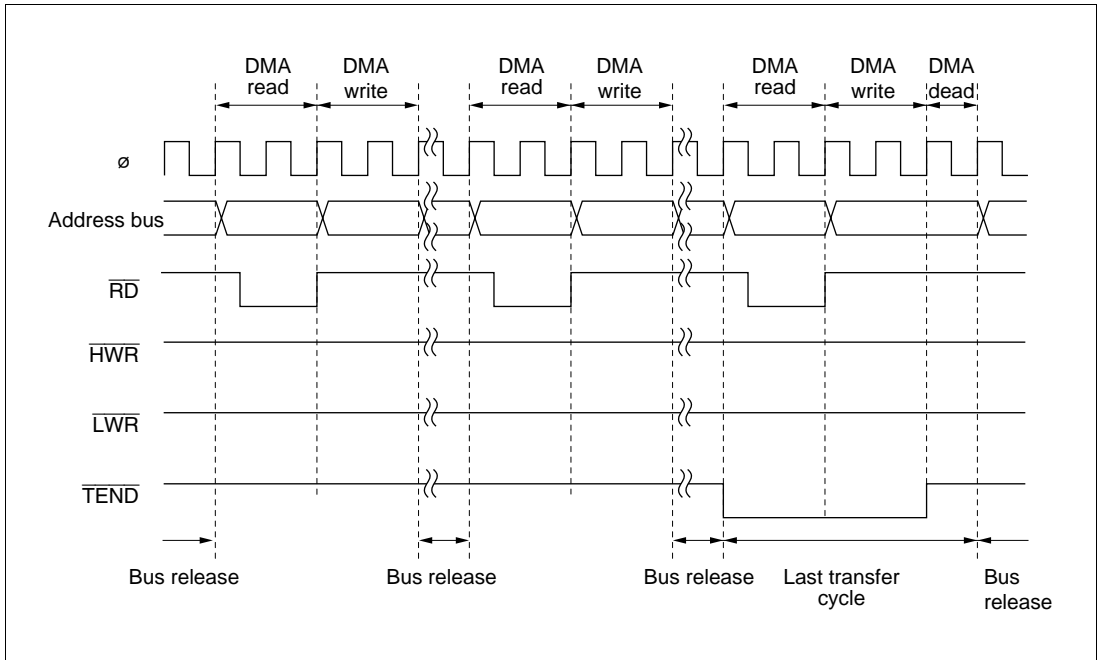 DMA read
DMA write
DMA read
DMA write
DMA read
DMA write
DMA dead
ø
Address bus
RD
HWR
LWR
TEND
Bus release
Bus release
Bus release
Last transfer cycle
Bus release